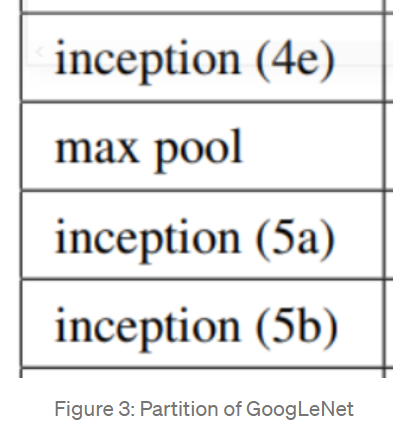 inception (4e)
max pool
inception (5a)
inception (5b)
Figure 3: Partition of GoogLeNet